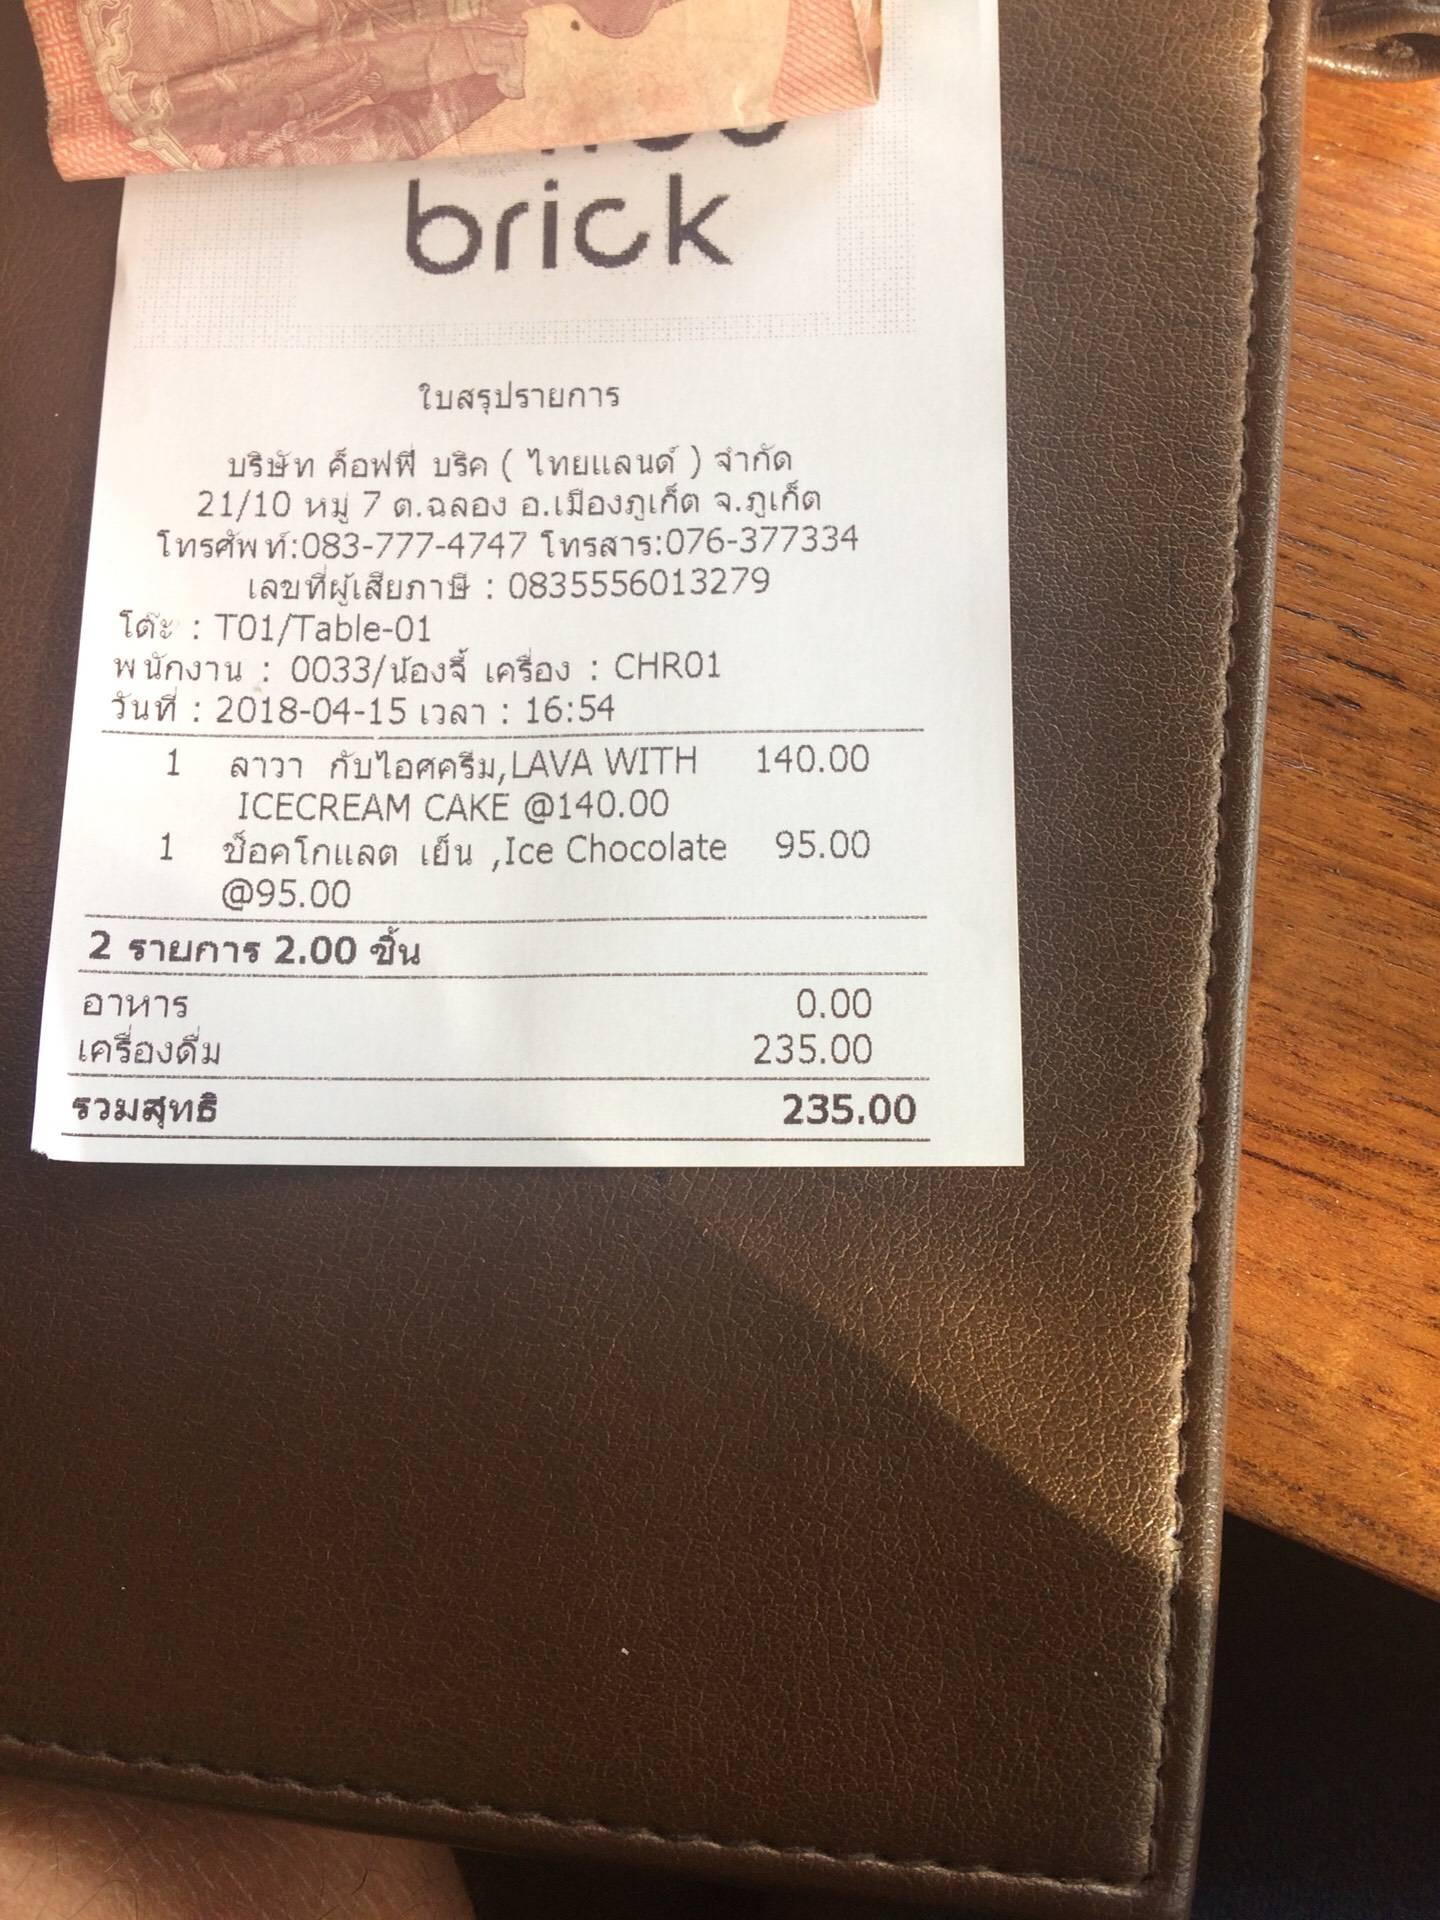 brick
ใบสรุปรายการ
บริษัท ค็อฟฟี่ บริค ( ไทยแลนด์ ) จำกัด
21/10 หมู่ 7 ต.ฉลอง อ.เมืองภูเก็ต จ.ภูเก็ต
โทรศัพท์:083-777-4747 โทรสาร:076-377334
เลขที่ผู้เสียภาษี : 0835556013279
โต๊ะ : T01/Table-01
พนักงาน : 0033/น้องจี้ เครื่อง : CHR01
วันที่ : 2018-04-15 เวลา : 16:54
1 ลาวา กับไอศครีม,LAVA WITH 140.00
ICECREAM CAKE @140.00
1 ช็อคโกแลต เย็น ,Ice Chocolate 95.00
@95.00
2 รายการ 2.00 ชิ้น
อาหาร 0.00
เครื่องดื่ม 235.00
รวมสุทธิ 235.00